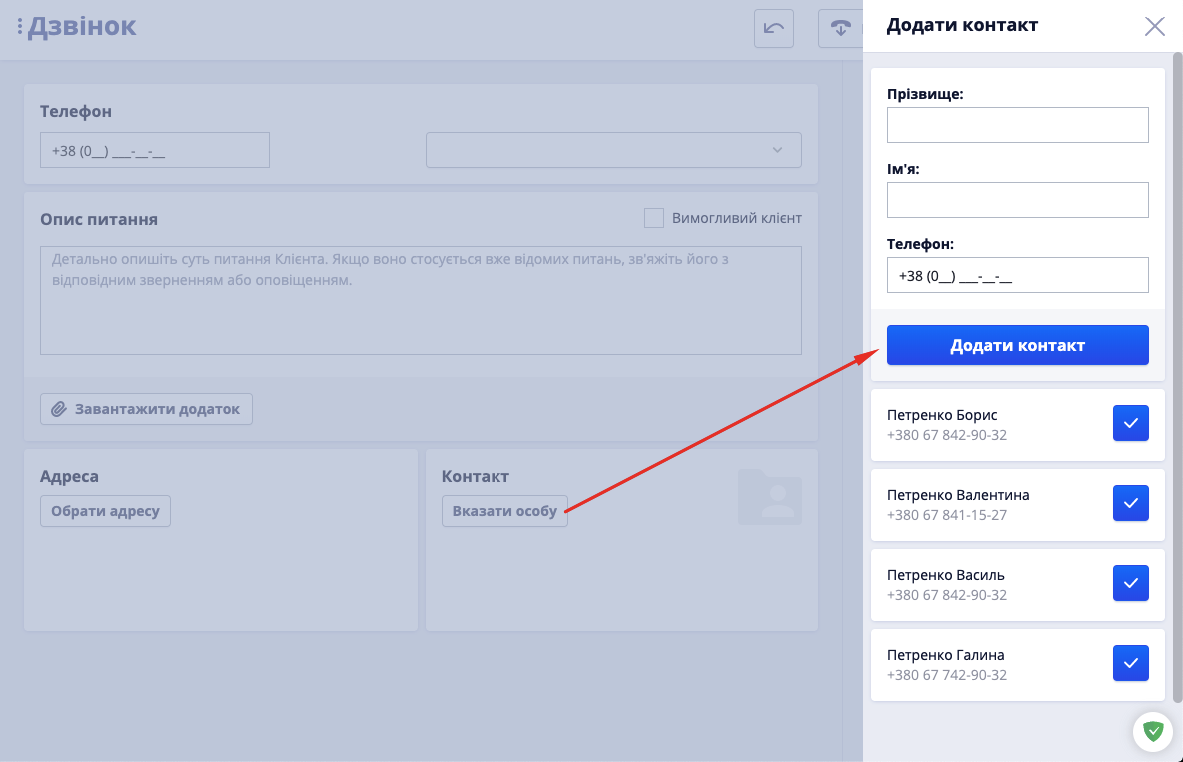 Дзвінок
Телефон
+38 (0__) ___-__-__
Опис питання
Вимогливий клієнт
Детально опишіть суть питання Клієнта. Якщо воно стосується вже відомих питань, зв'яжіть його з
відповідним зверненням або оповіщенням.
Завантажити додаток
Адреса
Обрати адресу
Контакт
Вказати особу
Додати контакт
Прізвище:
Ім'я:
Телефон:
+38 (0__) ___-__-__
Додати контакт
Петренко Борис
+380 67 842-90-32
Петренко Валентина
+380 67 841-15-27
Петренко Василь
+380 67 842-90-32
Петренко Галина
+380 67 742-90-32